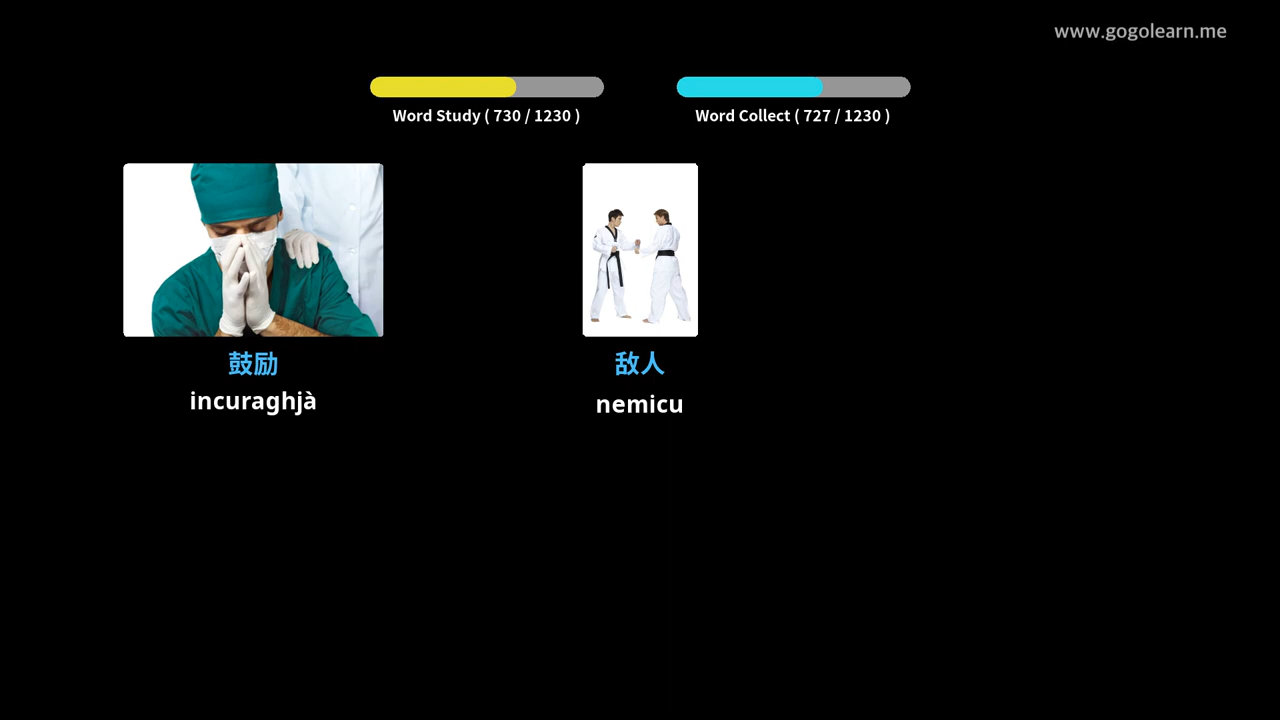 www.gogolearn.me
Word Study ( 730 / 1230 )
Word Collect ( 727 / 1230 )
鼓励
incuraghjà
敌人
nemicu